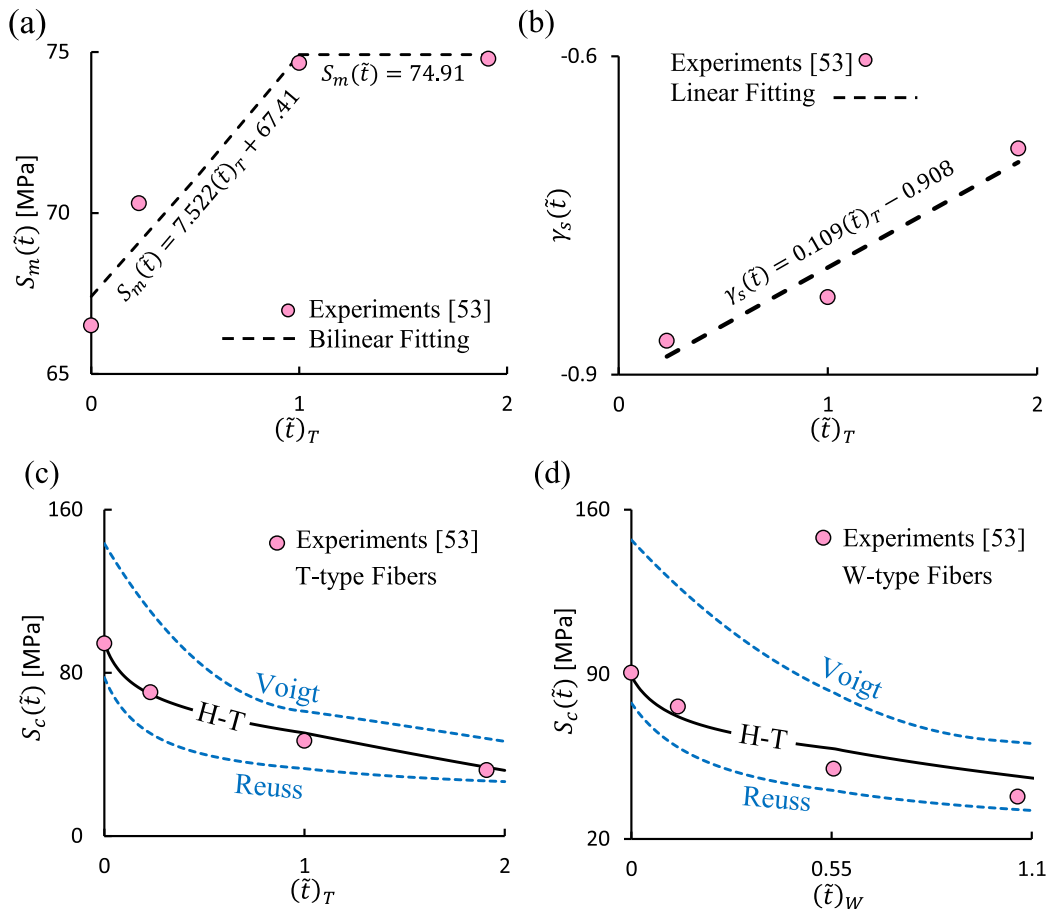 (a)
75
70
65
0
1
2
S_m(t̃) [MPa]
(t̃)_T
S_m(t̃) = 7.522(t̃)_T + 67.41
S_m(t̃) = 74.91
Experiments [53]
Bilinear Fitting
(b)
-0.6
-0.9
0
1
2
γ_s(t̃)
(t̃)_T
Experiments [53]
Linear Fitting
γ_s(t̃) = 0.109(t̃)_T − 0.908
(c)
160
80
0
0
1
2
S_c(t̃) [MPa]
(t̃)_T
Experiments [53]
T-type Fibers
Voigt
H-T
Reuss
(d)
160
90
20
0
0.55
1.1
S_c(t̃) [MPa]
(t̃)_W
Experiments [53]
W-type Fibers
Voigt
H-T
Reuss